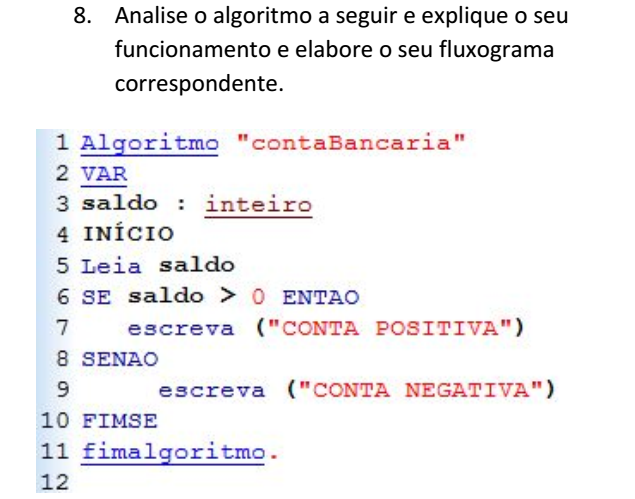 8. Analise o algoritmo a seguir e explique o seu
funcionamento e elabore o seu fluxograma
correspondente.
1 Algoritmo "contaBancaria"
2 VAR
3 saldo : inteiro
4 INÍCIO
5 Leia saldo
6 SE saldo > 0 ENTAO
7 escreva ("CONTA POSITIVA")
8 SENAO
9 escreva ("CONTA NEGATIVA")
10 FIMSE
11 fimalgoritmo.
12